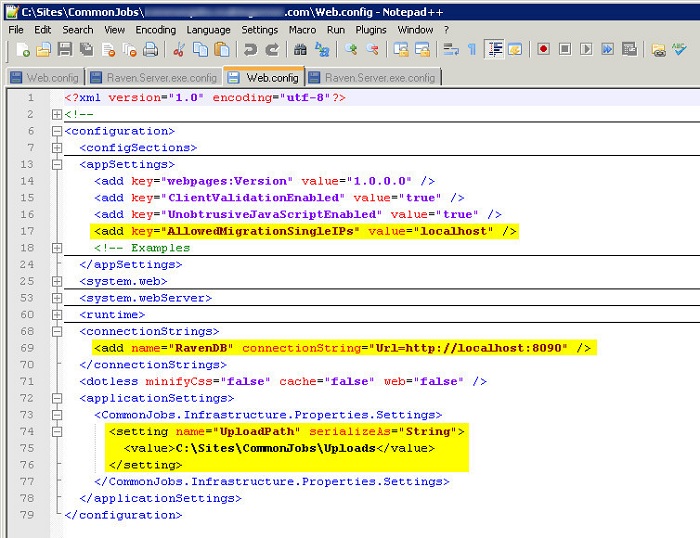 C:\Sites\CommonJobs\ .com\Web.config - Notepad++
File Edit Search View Encoding Language Settings Macro Run Plugins Window ?
Web.config Raven.Server.exe.config Web.config Raven.Server.exe.config
1 <?xml version="1.0" encoding="utf-8"?>
2 <!--
6 <configuration>
7 <configSections>
13 <appSettings>
14 <add key="webpages:Version" value="1.0.0.0" />
15 <add key="ClientValidationEnabled" value="true" />
16 <add key="UnobtrusiveJavaScriptEnabled" value="true" />
17 <add key="AllowedMigrationSingleIPs" value="localhost" />
18 <!-- Examples
24 </appSettings>
25 <system.web>
53 <system.webServer>
60 <runtime>
68 <connectionStrings>
69 <add name="RavenDB" connectionString="Url=http://localhost:8090" />
70 </connectionStrings>
71 <dotless minifyCss="false" cache="false" web="false" />
72 <applicationSettings>
73 <CommonJobs.Infrastructure.Properties.Settings>
74 <setting name="UploadPath" serializeAs="String">
75 <value>C:\Sites\CommonJobs\Uploads</value>
76 </setting>
77 </CommonJobs.Infrastructure.Properties.Settings>
78 </applicationSettings>
79 </configuration>